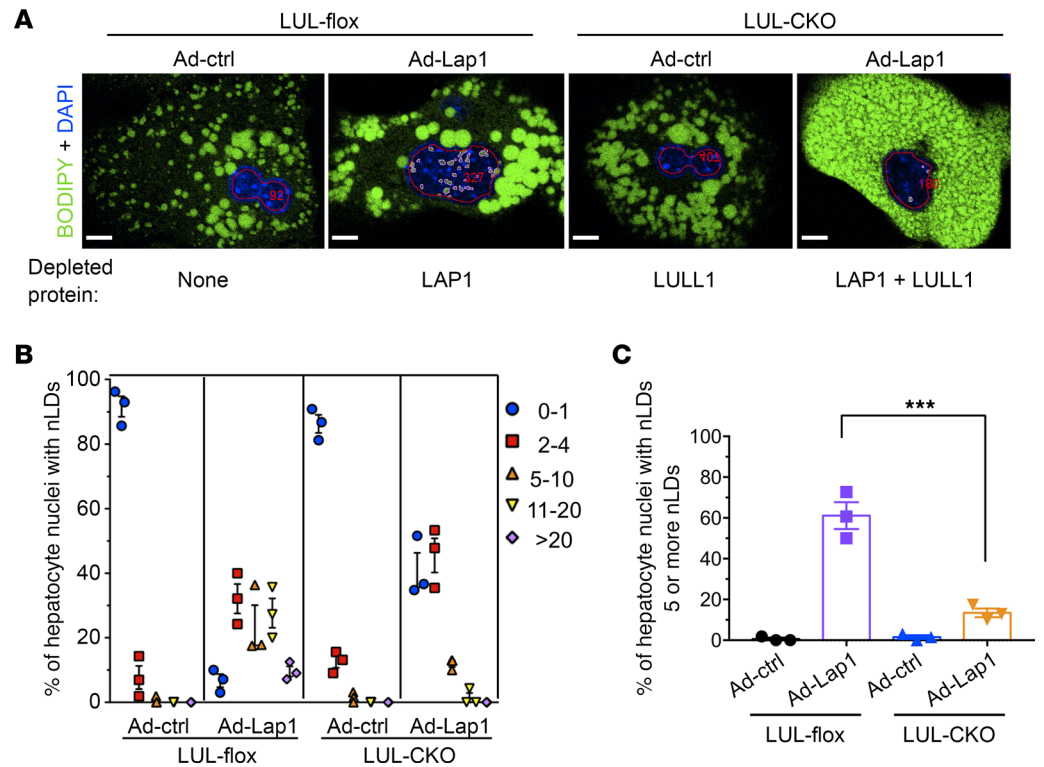 A
LUL-flox
LUL-CKO
Ad-ctrl
Ad-Lap1
Ad-ctrl
Ad-Lap1
BODIPY + DAPI
92
327
Depleted
protein:
None
LAP1
LULL1
LAP1 + LULL1
B
% of hepatocyte nuclei with nLDs
100
80
60
40
20
0
0-1
2-4
5-10
11-20
>20
Ad-ctrl
Ad-Lap1
Ad-ctrl
Ad-Lap1
LUL-flox
LUL-CKO
C
% of hepatocyte nuclei with nLDs
5 or more nLDs
100
80
60
40
20
0
***
Ad-ctrl
Ad-Lap1
Ad-ctrl
Ad-Lap1
LUL-flox
LUL-CKO